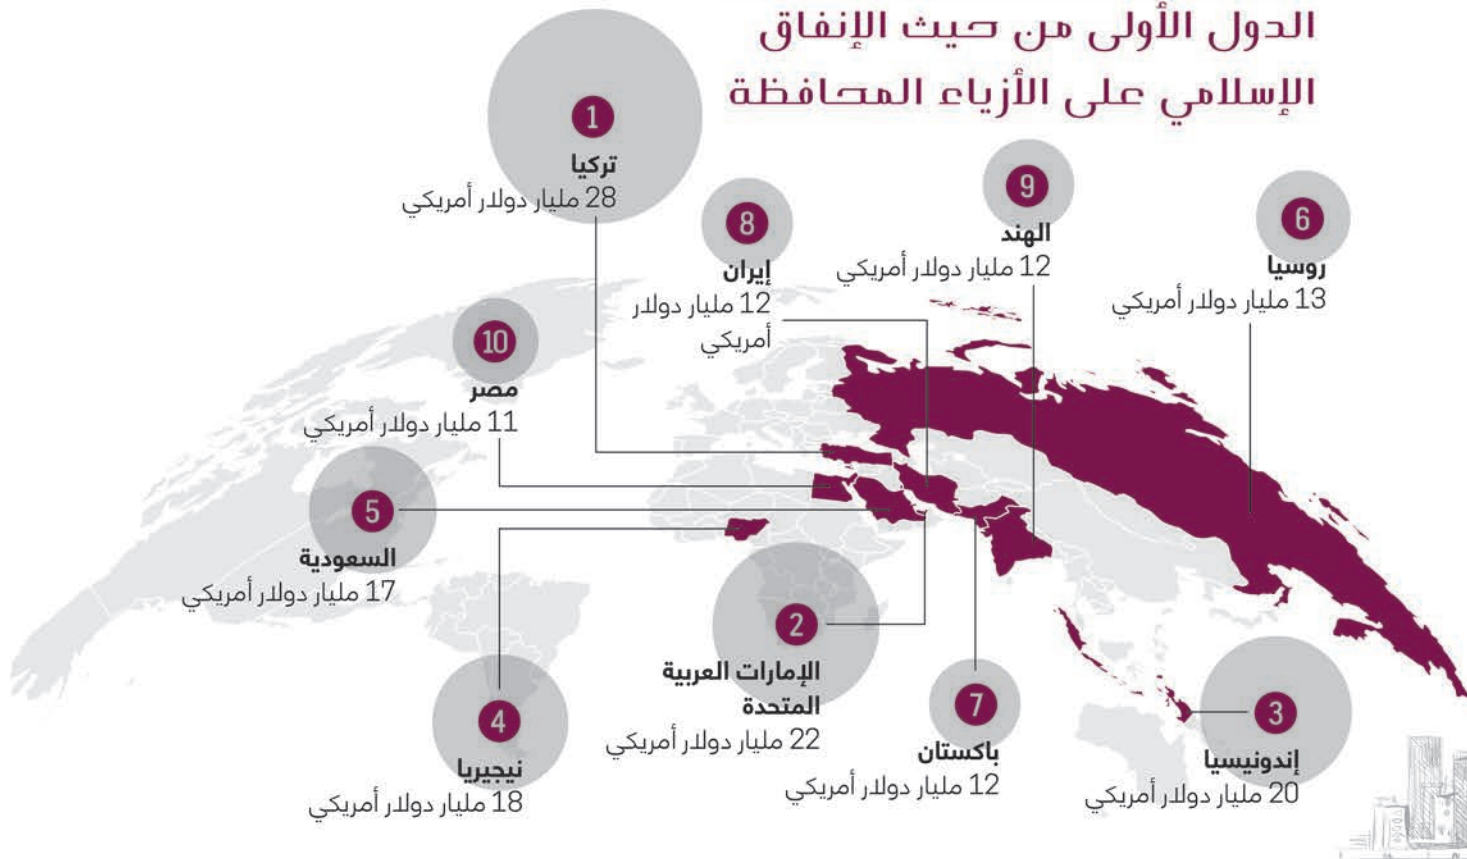 الدول الأولى من حيث الإنفاق
الإسلامي على الأزياء المحافظة
1
تركيا
28 مليار دولار أمريكي
9
الهند
12 مليار دولار أمريكي
6
روسيا
13 مليار دولار أمريكي
8
إيران
12 مليار دولار
أمريكي
10
مصر
11 مليار دولار أمريكي
5
السعودية
17 مليار دولار أمريكي
2
الإمارات العربية
المتحدة
22 مليار دولار أمريكي
7
باكستان
12 مليار دولار أمريكي
3
إندونيسيا
20 مليار دولار أمريكي
4
نيجيريا
18 مليار دولار أمريكي